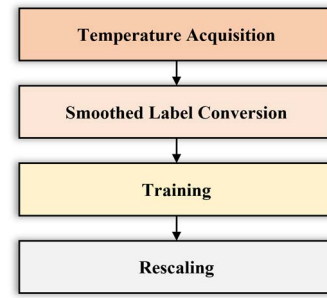 Temperature Acquisition
Smoothed Label Conversion
Training
Rescaling